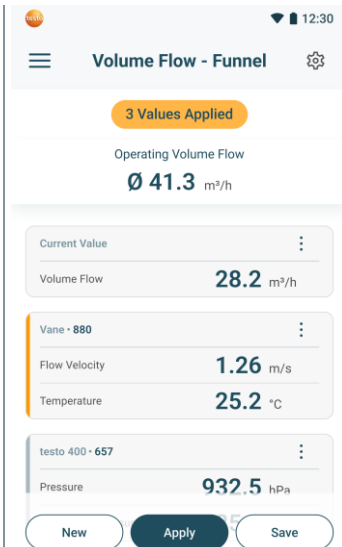 testo
12:30
Volume Flow - Funnel
3 Values Applied
Operating Volume Flow
Ø 41.3 m³/h
Current Value
Volume Flow 28.2 m³/h
Vane • 880
Flow Velocity 1.26 m/s
Temperature 25.2 °C
testo 400 • 657
Pressure 932.5 hPa
New Apply Save